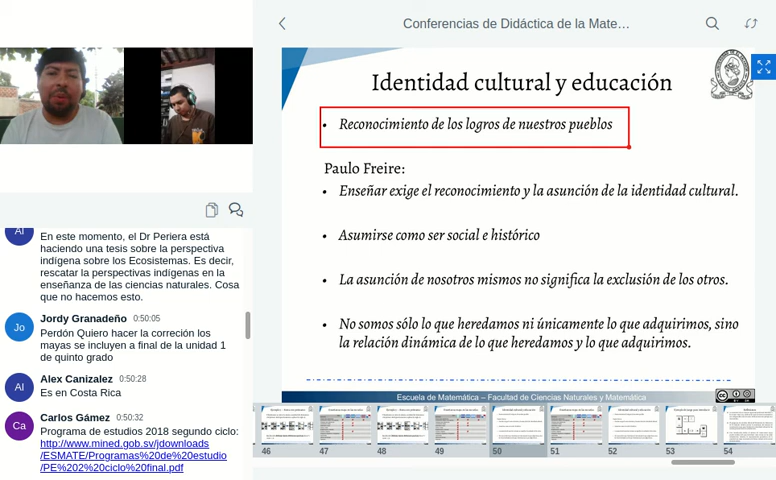 Conferencias de Didáctica de la Mate…
Identidad cultural y educación
• Reconocimiento de los logros de nuestros pueblos
Paulo Freire:
• Enseñar exige el reconocimiento y la asunción de la identidad cultural.
• Asumirse como ser social e histórico
• La asunción de nosotros mismos no significa la exclusión de los otros.
• No somos sólo lo que heredamos ni únicamente lo que adquirimos, sino
la relación dinámica de lo que heredamos y lo que adquirimos.
Escuela de Matemática – Facultad de Ciencias Naturales y Matemática
46 47 48 49 50 51 52 53 54
Al
En este momento, el Dr Periera está
haciendo una tesis sobre la perspectiva
indígena sobre los Ecosistemas. Es decir,
rescatar la perspectivas indígenas en la
enseñanza de las ciencias naturales. Cosa
que no hacemos esto.
Jo
Jordy Granadeño 0:50:05
Perdón Quiero hacer la correción los
mayas se incluyen a final de la unidad 1
de quinto grado
Al
Alex Canizalez 0:50:28
Es en Costa Rica
Ca
Carlos Gámez 0:50:32
Programa de estudios 2018 segundo ciclo:
http://www.mined.gob.sv/jdownloads
/ESMATE/Programas%20de%20estudio
/PE%202%20ciclo%20final.pdf